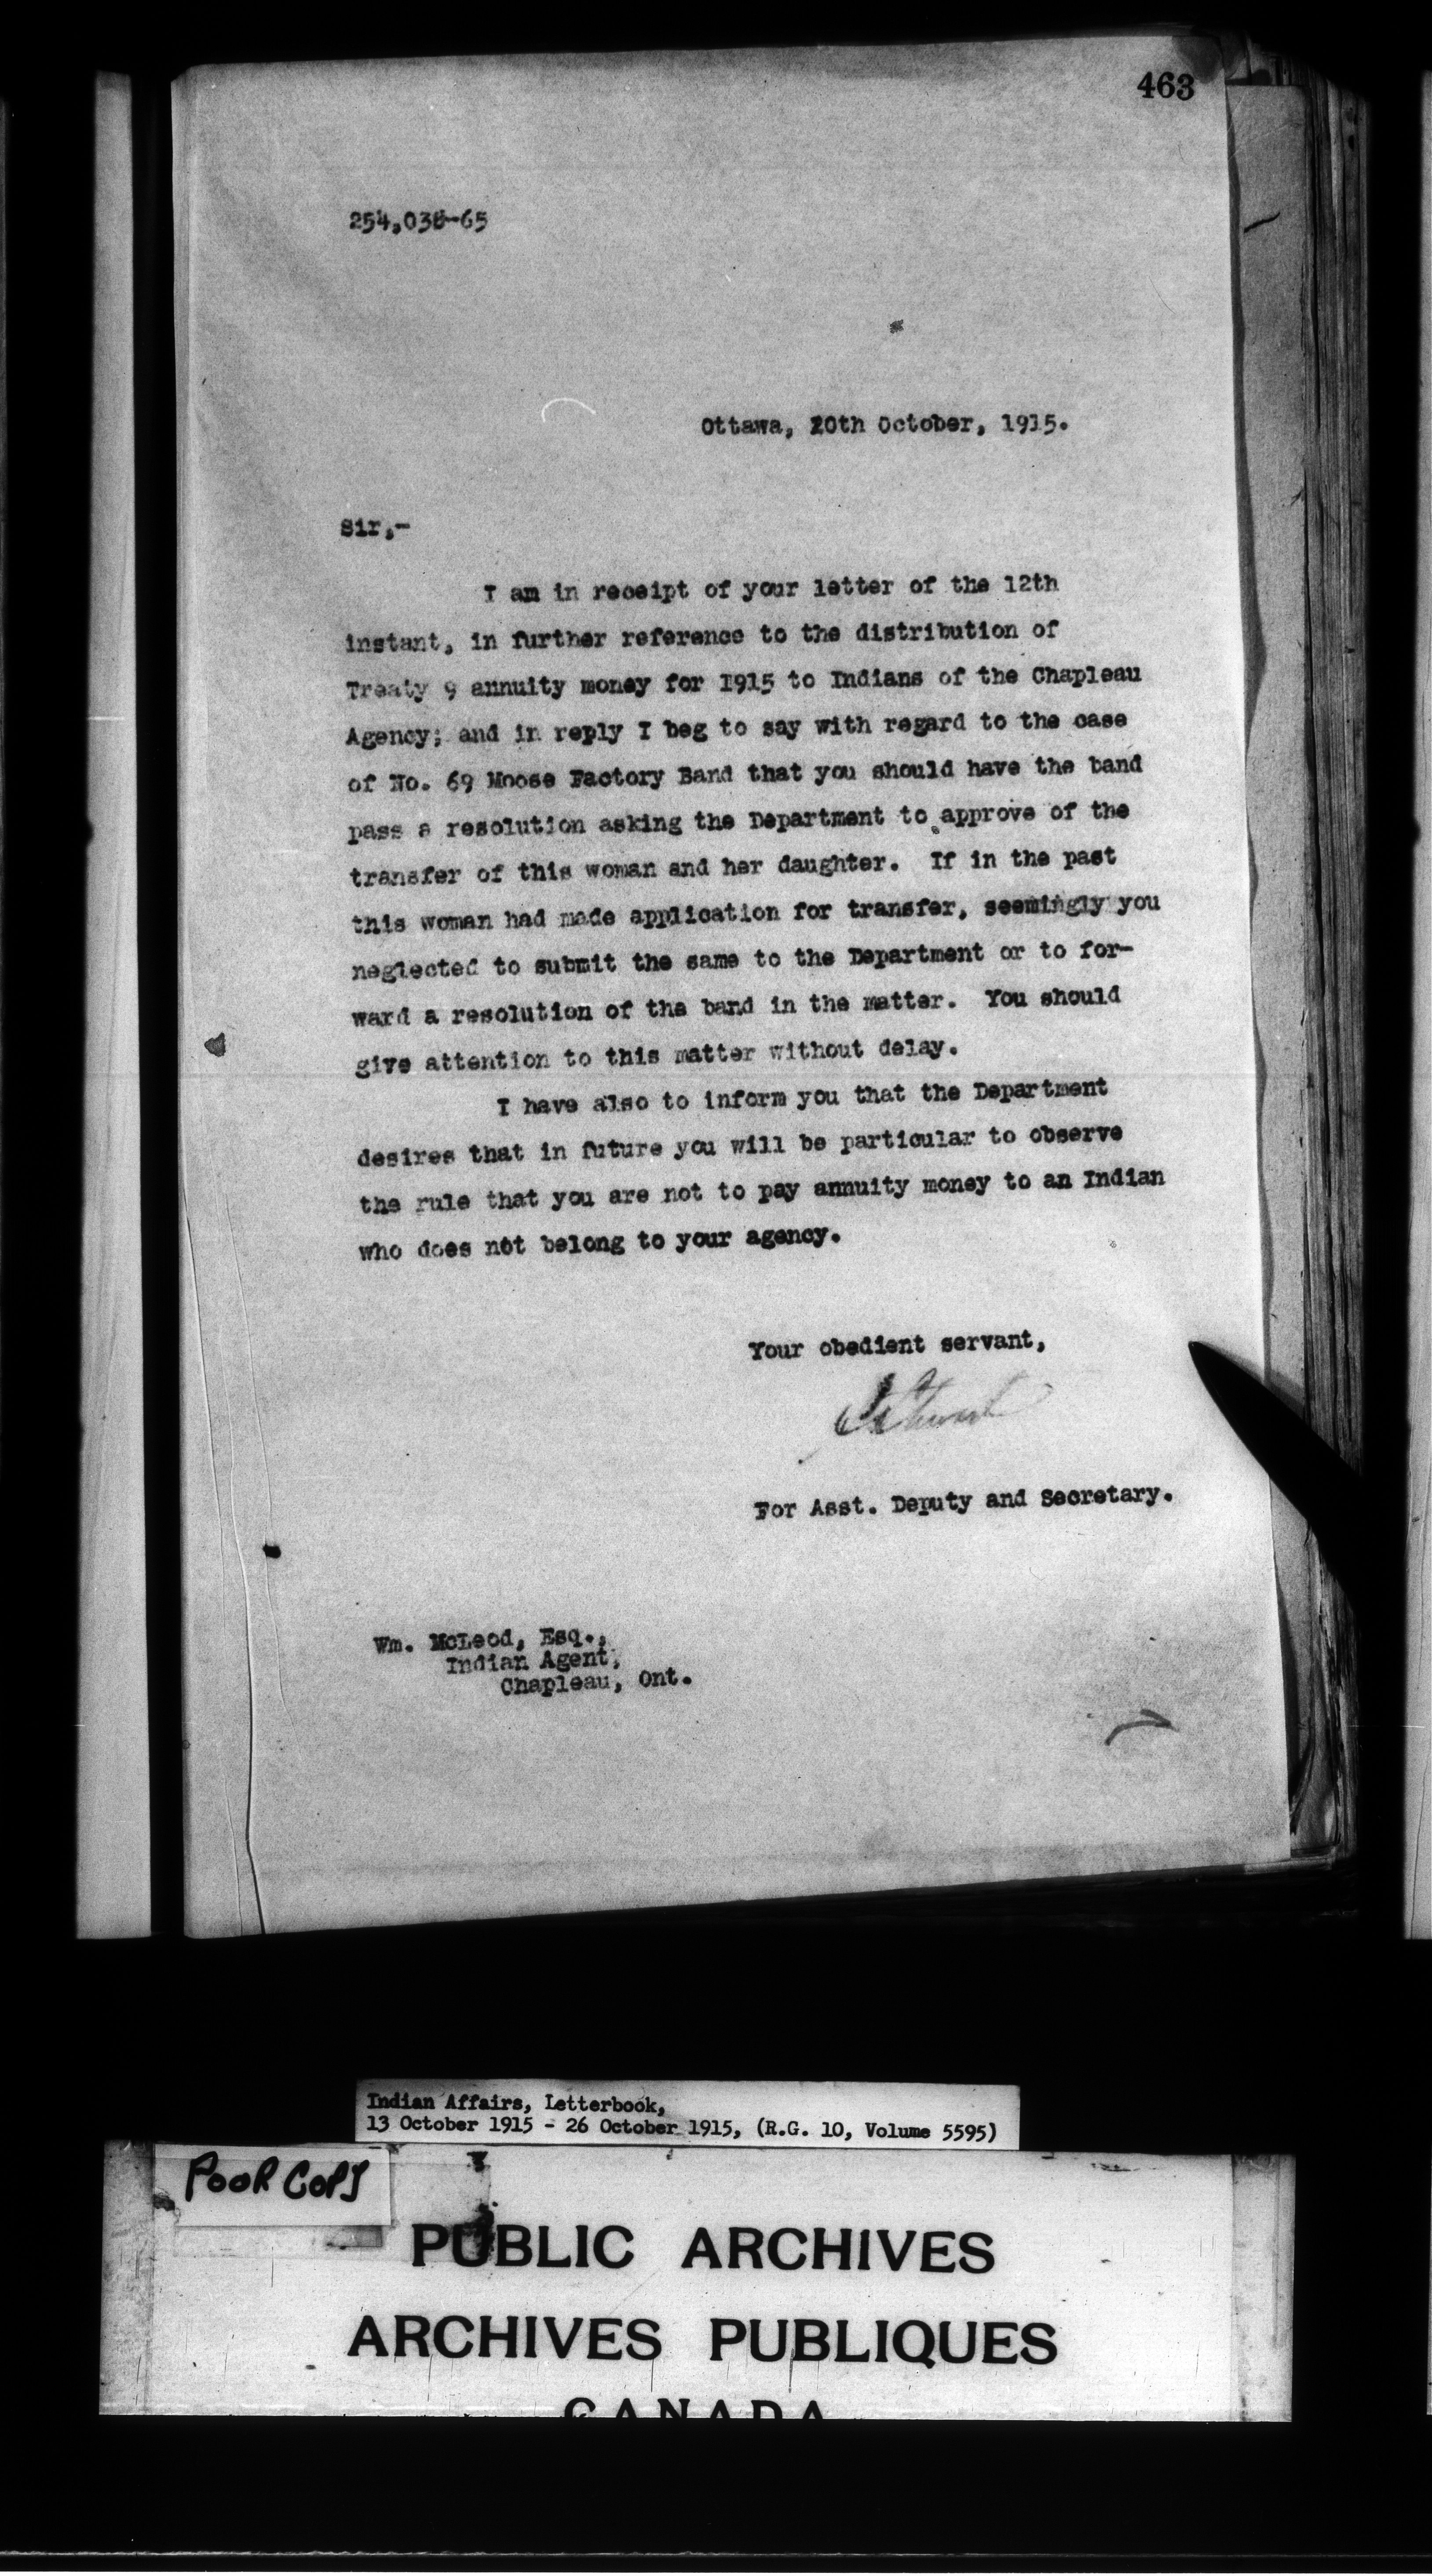 463
254,038-65
Ottawa, 20th October, 1915.
Sir,-
I am in receipt of your letter of the 12th
instant, in further reference to the distribution of
Treaty 9 annuity money for 1915 to Indians of the Chapleau
Agency; and in reply I beg to say with regard to the case
of No. 69 Moose Factory Band that you should have the band
pass a resolution asking the Department to approve of the
transfer of this woman and her daughter. If in the past
this woman had made application for transfer, seemingly you
neglected to submit the same to the Department or to for-
ward a resolution of the band in the matter. You should
give attention to this matter without delay.
I have also to inform you that the Department
desires that in future you will be particular to observe
the rule that you are not to pay annuity money to an Indian
who does not belong to your agency.
Your obedient servant,
For Asst. Deputy and Secretary.
Wm. McLeod, Esq.,
Indian Agent,
Chapleau, Ont.
Indian Affairs, Letterbook,
13 October 1915 - 26 October 1915, (R.G. 10, Volume 5595)
POOR COPY
PUBLIC ARCHIVES
ARCHIVES PUBLIQUES
CANADA